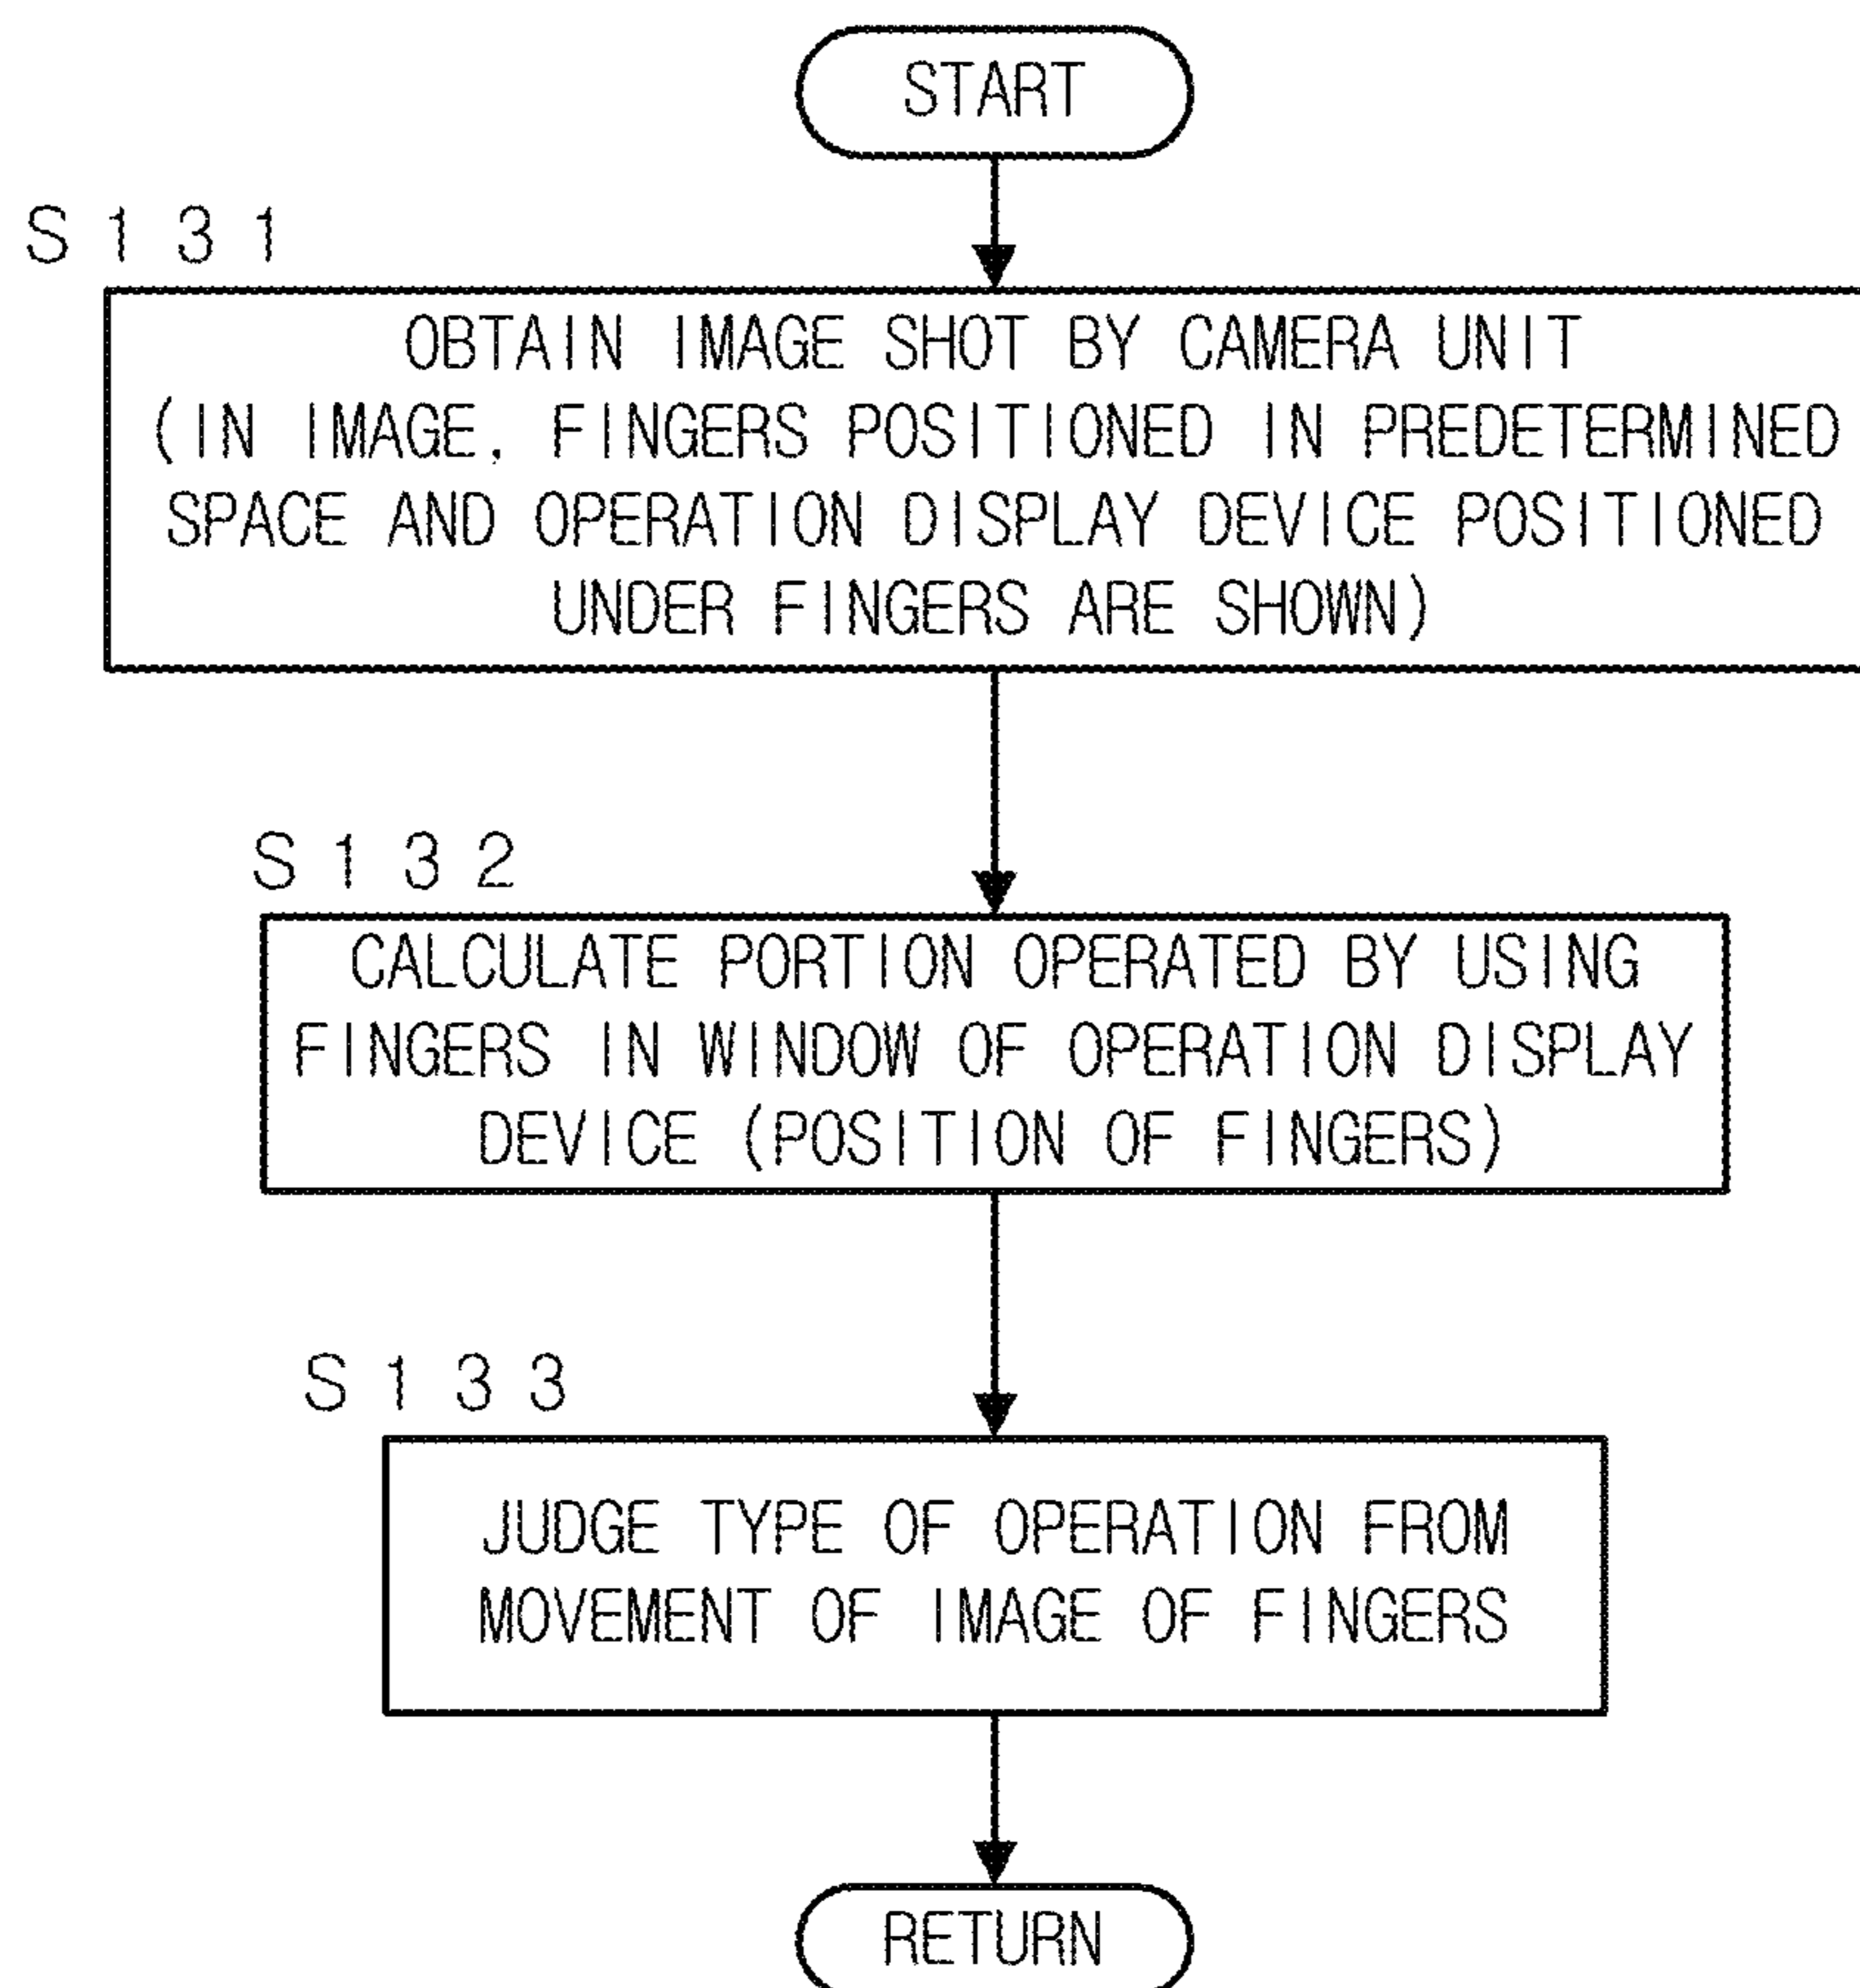 START
S131
OBTAIN IMAGE SHOT BY CAMERA UNIT
(IN IMAGE, FINGERS POSITIONED IN PREDETERMINED
SPACE AND OPERATION DISPLAY DEVICE POSITIONED
UNDER FINGERS ARE SHOWN)
S132
CALCULATE PORTION OPERATED BY USING
FINGERS IN WINDOW OF OPERATION DISPLAY
DEVICE (POSITION OF FINGERS)
S133
JUDGE TYPE OF OPERATION FROM
MOVEMENT OF IMAGE OF FINGERS
RETURN